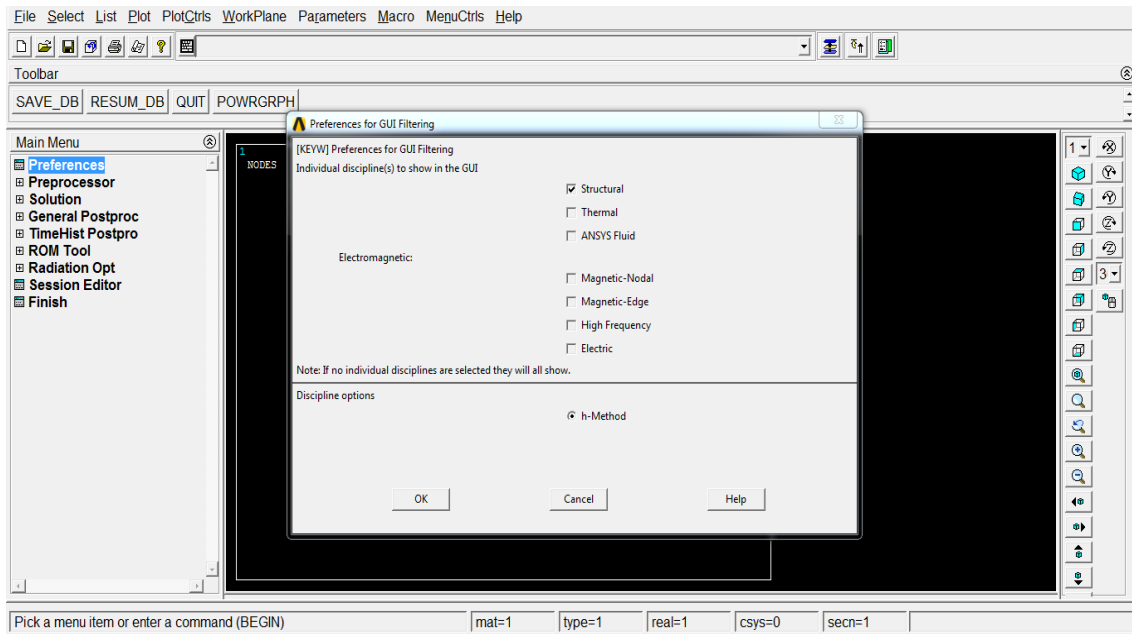 File Select List Plot PlotCtrls WorkPlane Parameters Macro MenuCtrls Help
Toolbar
SAVE_DB RESUM_DB QUIT POWRGRPH
Main Menu
Preferences
Preprocessor
Solution
General Postproc
TimeHist Postpro
ROM Tool
Radiation Opt
Session Editor
Finish
1
NODES
Preferences for GUI Filtering
[KEYW] Preferences for GUI Filtering
Individual discipline(s) to show in the GUI
Structural
Thermal
ANSYS Fluid
Electromagnetic:
Magnetic-Nodal
Magnetic-Edge
High Frequency
Electric
Note: If no individual disciplines are selected they will all show.
Discipline options
h-Method
OK Cancel Help
1
3
Pick a menu item or enter a command (BEGIN) mat=1 type=1 real=1 csys=0 secn=1